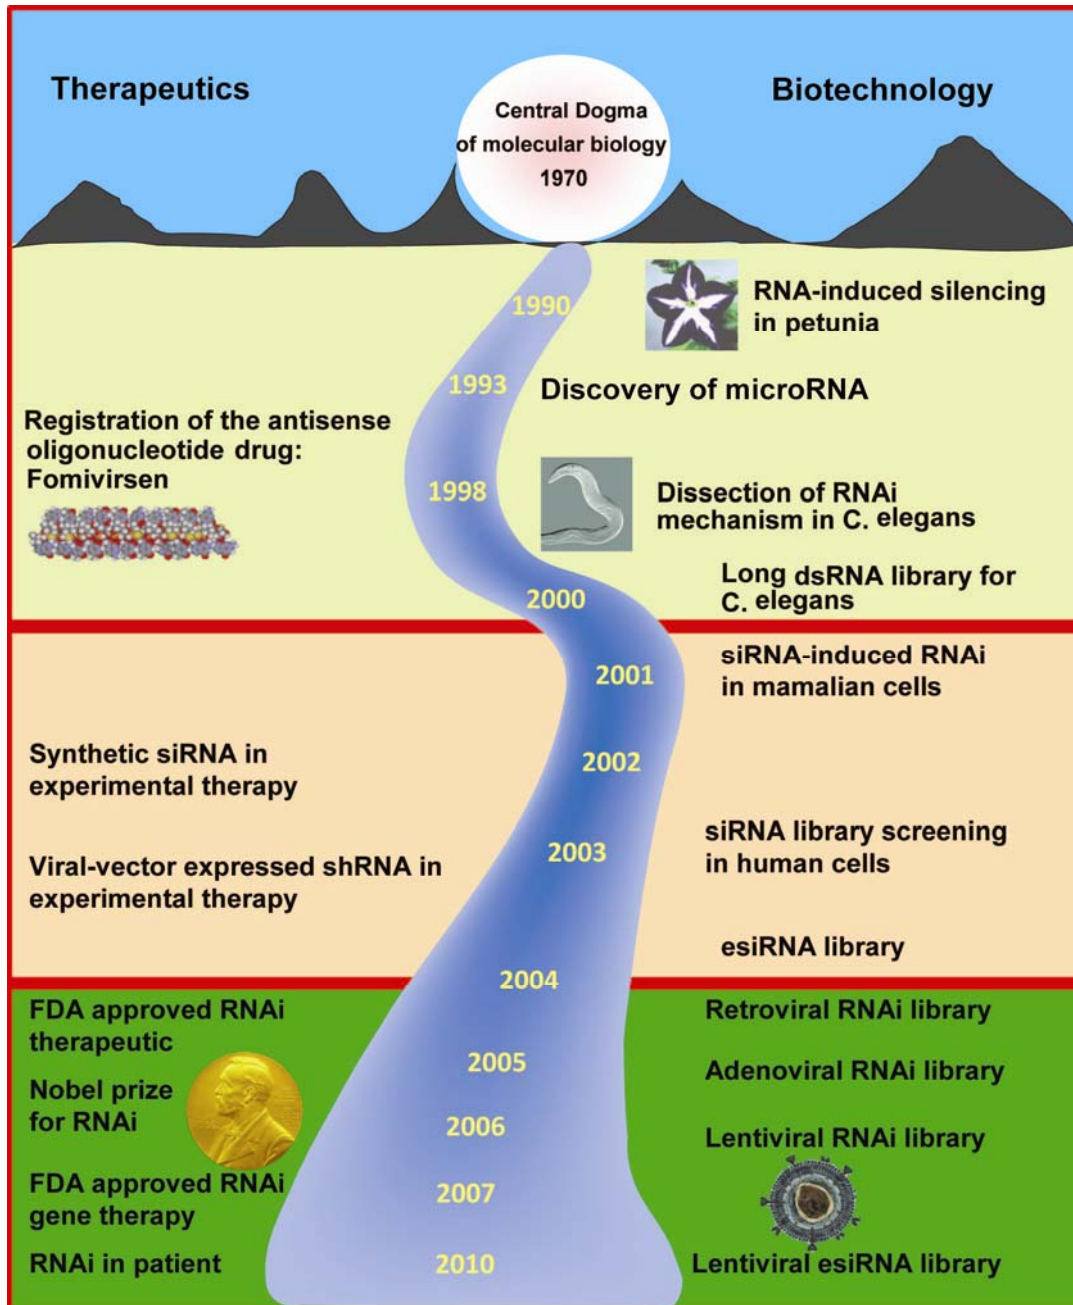 Therapeutics
Biotechnology
Central Dogma
of molecular biology
1970
1990
RNA-induced silencing
in petunia
1993
Discovery of microRNA
Registration of the antisense
oligonucleotide drug:
Fomivirsen
1998
Dissection of RNAi
mechanism in C. elegans
2000
Long dsRNA library for
C. elegans
2001
siRNA-induced RNAi
in mamalian cells
Synthetic siRNA in
experimental therapy
2002
2003
siRNA library screening
in human cells
Viral-vector expressed shRNA in
experimental therapy
esiRNA library
2004
FDA approved RNAi
therapeutic
Retroviral RNAi library
2005
Adenoviral RNAi library
Nobel prize
for RNAi
2006
Lentiviral RNAi library
FDA approved RNAi
gene therapy
2007
RNAi in patient
2010
Lentiviral esiRNA library